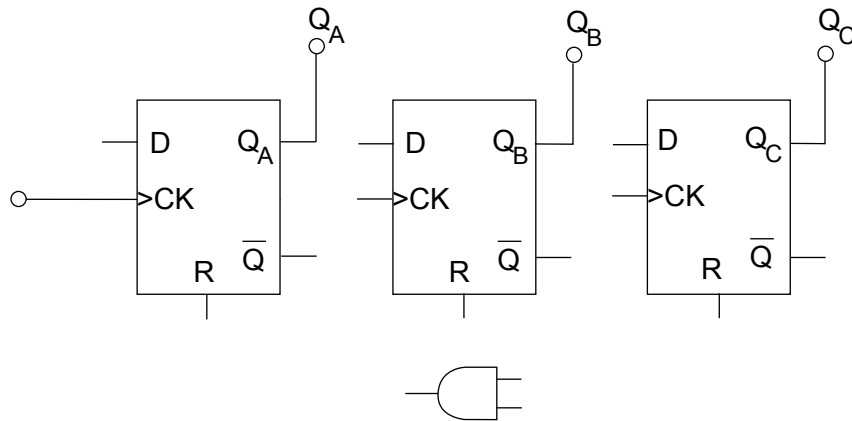 Q_A Q_B Q_C
D Q_A D Q_B D Q_C
>CK >CK >CK
R Q̅ R Q̅ R Q̅